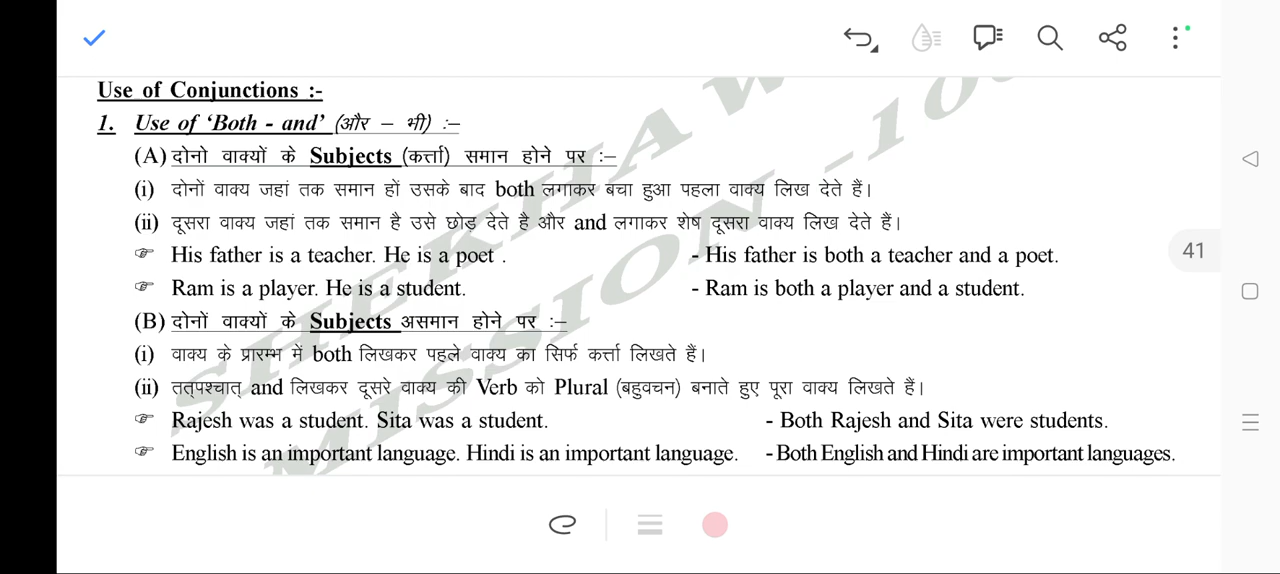 Use of Conjunctions :-
1. Use of ‘Both - and’ (और – भी) :–
(A) दोनो वाक्यों के Subjects (कर्त्ता) समान होने पर :–
(i) दोनों वाक्य जहां तक समान हों उसके बाद both लगाकर बचा हुआ पहला वाक्य लिख देते हैं।
(ii) दूसरा वाक्य जहां तक समान है उसे छोड़ देते है और and लगाकर शेष दूसरा वाक्य लिख देते हैं।
☞ His father is a teacher. He is a poet . - His father is both a teacher and a poet.
41
☞ Ram is a player. He is a student. - Ram is both a player and a student.
(B) दोनों वाक्यों के Subjects असमान होने पर :–
(i) वाक्य के प्रारम्भ में both लिखकर पहले वाक्य का सिर्फ कर्त्ता लिखते हैं।
(ii) तत्पश्चात् and लिखकर दूसरे वाक्य की Verb को Plural (बहुवचन) बनाते हुए पूरा वाक्य लिखते हैं।
☞ Rajesh was a student. Sita was a student. - Both Rajesh and Sita were students.
☞ English is an important language. Hindi is an important language. - Both English and Hindi are important languages.